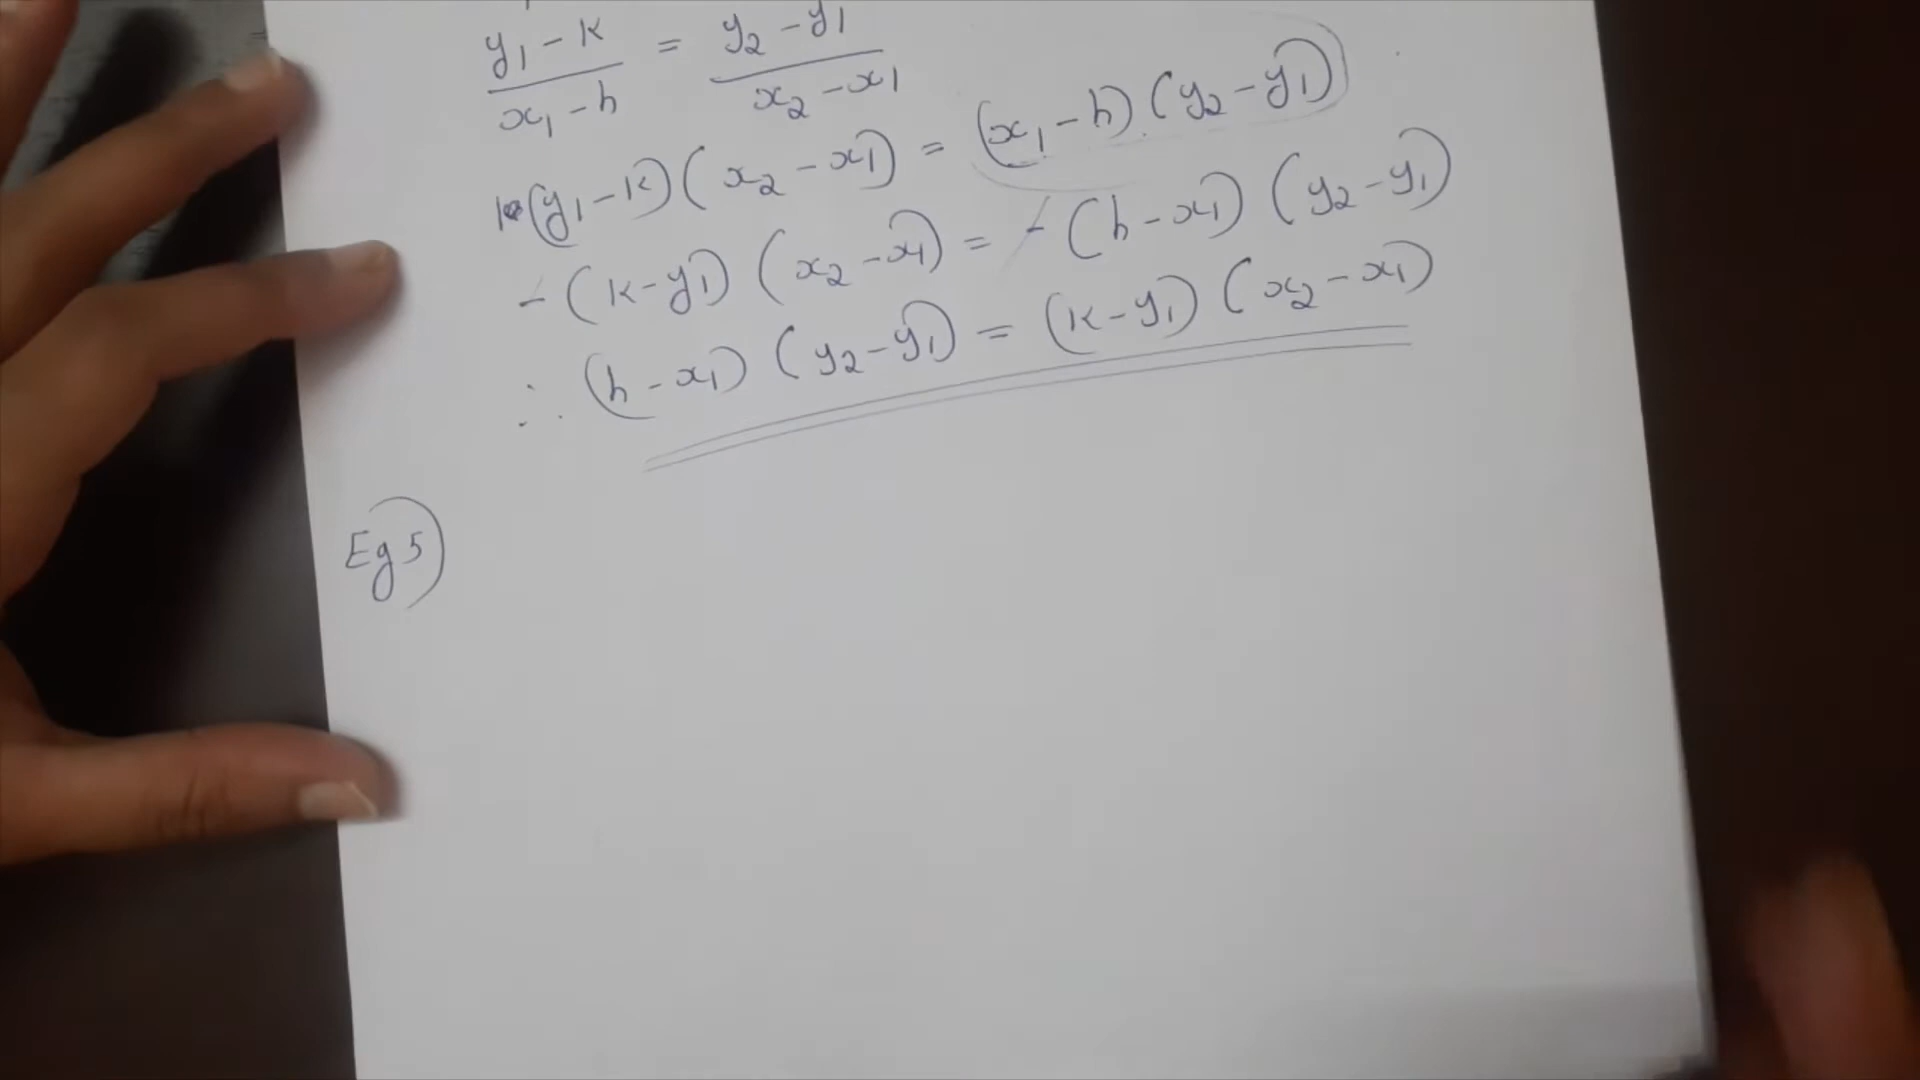 y₁ - k / x₁ - h = y₂ - y₁ / x₂ - x₁
(y₁ - k)(x₂ - x₁) = (x₁ - h)(y₂ - y₁)
- (k - y₁)(x₂ - x₁) = - (h - x₁)(y₂ - y₁)
∴ (h - x₁)(y₂ - y₁) = (k - y₁)(x₂ - x₁)
Eg 5)